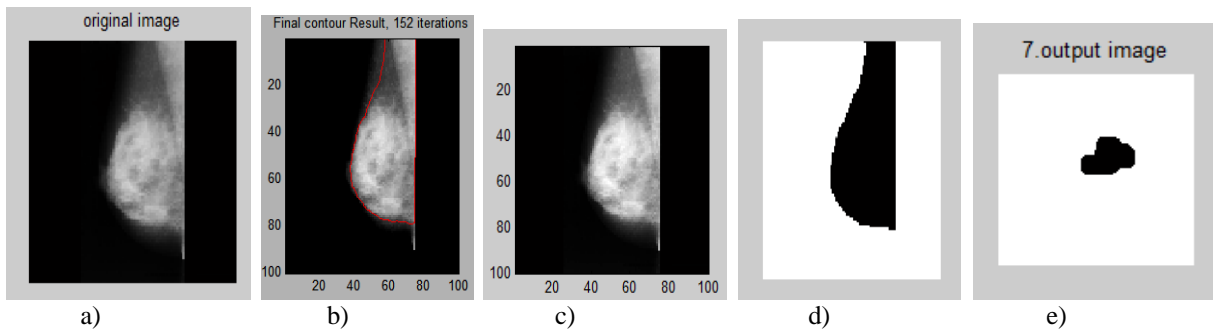 original image
Final contour Result, 152 iterations
20
40
60
80
100
20 40 60 80 100
20
40
60
80
100
20 40 60 80 100
7.output image
a) b) c) d) e)